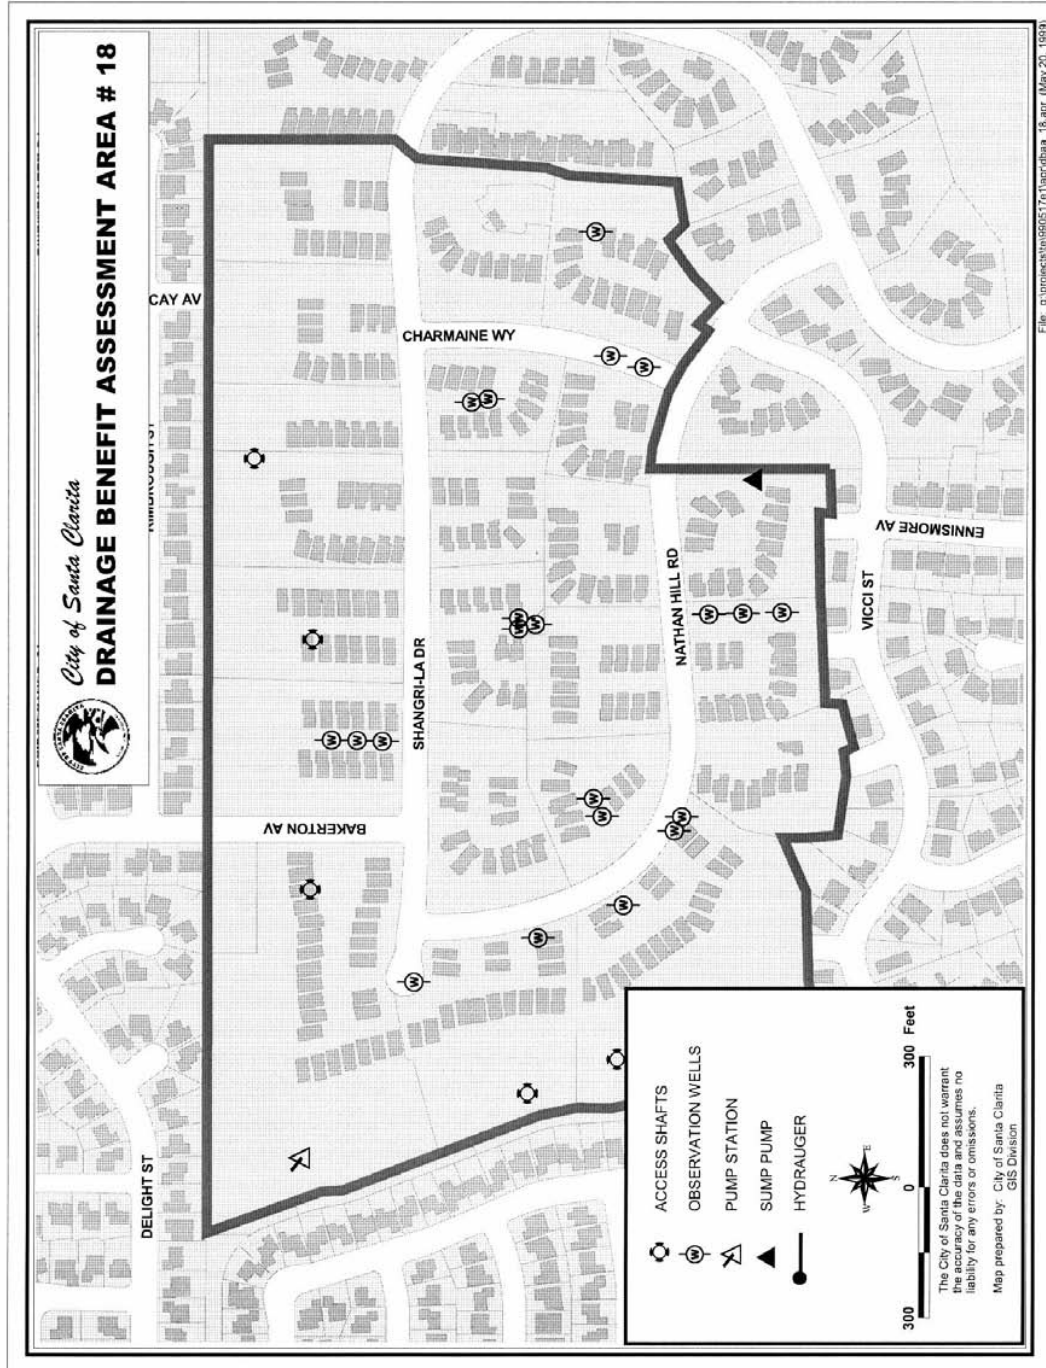 City of Santa Clarita
DRAINAGE BENEFIT ASSESSMENT AREA # 18
CAY AV
CHARMAINE WY
SHANGRI-LA DR
BAKERTON AV
NATHAN HILL RD
ENNISMORE AV
VICCI ST
DELIGHT ST
ACCESS SHAFTS
W OBSERVATION WELLS
PUMP STATION
SUMP PUMP
HYDRAUGER
N
W E
S
300 0 300 Feet
The City of Santa Clarita does not warrant
the accuracy of the data and assumes no
liability for any errors or omissions.
Map prepared by: City of Santa Clarita
GIS Division